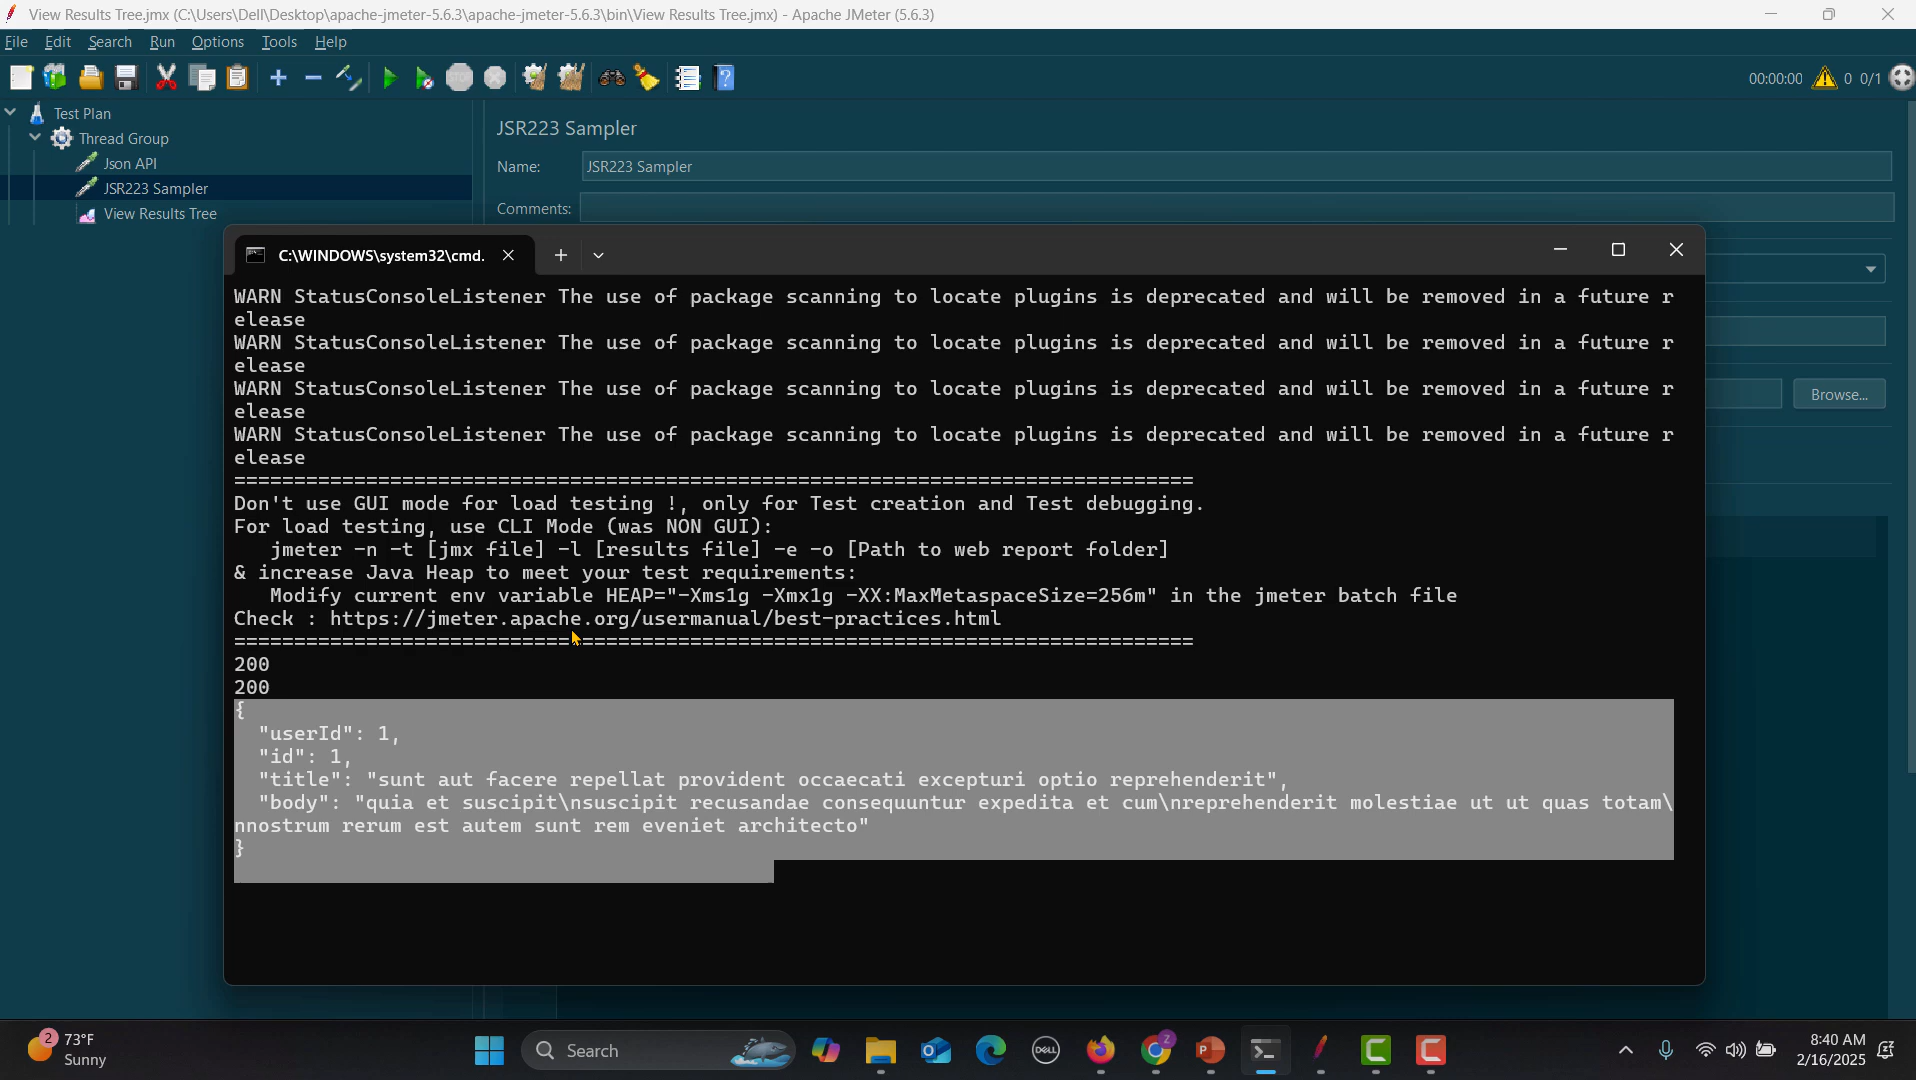 View Results Tree.jmx (C:\Users\Dell\Desktop\apache-jmeter-5.6.3\apache-jmeter-5.6.3\bin\View Results Tree.jmx) - Apache JMeter (5.6.3)
File Edit Search Run Options Tools Help
STOP
00:00:00 0 0/1
Test Plan
Thread Group
Json API
JSR223 Sampler
View Results Tree
JSR223 Sampler
Name: JSR223 Sampler
Comments:
Browse...
C:\WINDOWS\system32\cmd.
WARN StatusConsoleListener The use of package scanning to locate plugins is deprecated and will be removed in a future r
elease
WARN StatusConsoleListener The use of package scanning to locate plugins is deprecated and will be removed in a future r
elease
WARN StatusConsoleListener The use of package scanning to locate plugins is deprecated and will be removed in a future r
elease
WARN StatusConsoleListener The use of package scanning to locate plugins is deprecated and will be removed in a future r
elease
================================================================================
Don't use GUI mode for load testing !, only for Test creation and Test debugging.
For load testing, use CLI Mode (was NON GUI):
   jmeter -n -t [jmx file] -l [results file] -e -o [Path to web report folder]
& increase Java Heap to meet your test requirements:
   Modify current env variable HEAP="-Xms1g -Xmx1g -XX:MaxMetaspaceSize=256m" in the jmeter batch file
Check : https://jmeter.apache.org/usermanual/best-practices.html
================================================================================
200
200
{
  "userId": 1,
  "id": 1,
  "title": "sunt aut facere repellat provident occaecati excepturi optio reprehenderit",
  "body": "quia et suscipit\nsuscipit recusandae consequuntur expedita et cum\nreprehenderit molestiae ut ut quas totam\
nnostrum rerum est autem sunt rem eveniet architecto"
}
2
73°F
Sunny
Search
DELL
Z
8:40 AM
2/16/2025